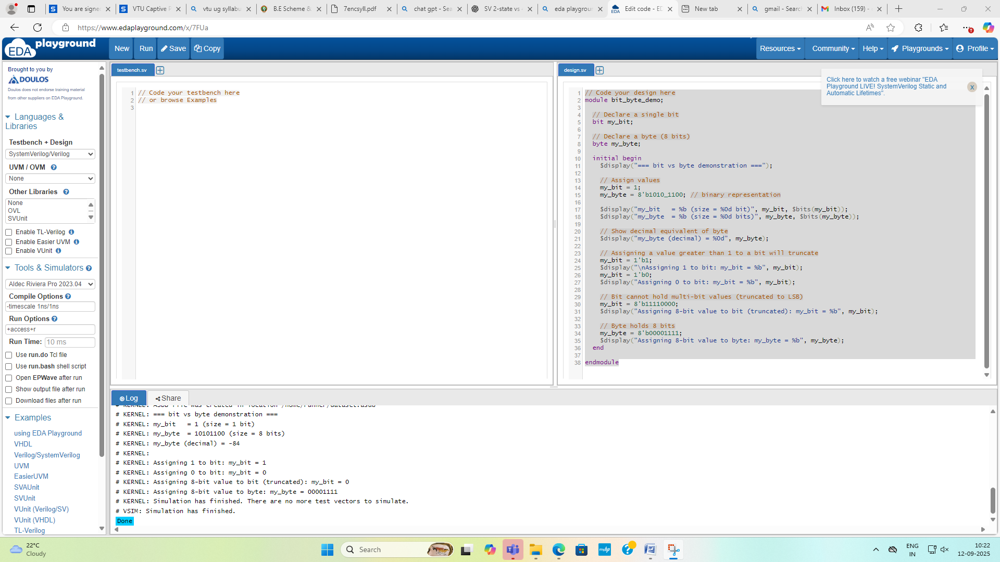 You are signe
VTU Captive P
vtu ug syllabu
B.E Scheme &
7encsyll.pdf
chat gpt - Sea
SV 2-state vs
eda playgroun
Edit code - ED
New tab
gmail - Search
Inbox (159) -
https://www.edaplayground.com/x/7FUa
EDA playground
New
Run
Save
Copy
Resources
Community
Help
Playgrounds
Profile
Brought to you by
DOULOS
Doulos does not endorse training material
from other suppliers on EDA Playground.
Languages &
Libraries
Testbench + Design
SystemVerilog/Verilog
UVM / OVM
None
Other Libraries
None
OVL
SVUnit
Enable TL-Verilog
Enable Easier UVM
Enable VUnit
Tools & Simulators
Aldec Riviera Pro 2023.04
Compile Options
-timescale 1ns/1ns
Run Options
+access+r
Run Time: 10 ms
Use run.do Tcl file
Use run.bash shell script
Open EPWave after run
Show output file after run
Download files after run
Examples
using EDA Playground
VHDL
Verilog/SystemVerilog
UVM
EasierUVM
SVAUnit
SVUnit
VUnit (Verilog/SV)
VUnit (VHDL)
TL-Verilog
testbench.sv
1 // Code your testbench here
2 // or browse Examples
3
design.sv
Click here to watch a free webinar "EDA
Playground LIVE! SystemVerilog Static and
Automatic Lifetimes".
x
1 // Code your design here
2 module bit_byte_demo;
3
4 // Declare a single bit
5 bit my_bit;
6
7 // Declare a byte (8 bits)
8 byte my_byte;
9
10 initial begin
11 $display("=== bit vs byte demonstration ===");
12
13 // Assign values
14 my_bit = 1;
15 my_byte = 8'b1010_1100; // binary representation
16
17 $display("my_bit   = %b (size = %0d bit)", my_bit, $bits(my_bit));
18 $display("my_byte  = %b (size = %0d bits)", my_byte, $bits(my_byte));
19
20 // Show decimal equivalent of byte
21 $display("my_byte (decimal) = %0d", my_byte);
22
23 // Assigning a value greater than 1 to a bit will truncate
24 my_bit = 1'b1;
25 $display("\nAssigning 1 to bit: my_bit = %b", my_bit);
26 my_bit = 1'b0;
27 $display("Assigning 0 to bit: my_bit = %b", my_bit);
28
29 // Bit cannot hold multi-bit values (truncated to LSB)
30 my_bit = 8'b11110000;
31 $display("Assigning 8-bit value to bit (truncated): my_bit = %b", my_bit);
32
33 // Byte holds 8 bits
34 my_byte = 8'b00001111;
35 $display("Assigning 8-bit value to byte: my_byte = %b", my_byte);
36 end
37
38 endmodule
Log
Share
# KERNEL: ASDB file was created in location /home/runner/dataset.asdb
# KERNEL: === bit vs byte demonstration ===
# KERNEL: my_bit   = 1 (size = 1 bit)
# KERNEL: my_byte  = 10101100 (size = 8 bits)
# KERNEL: my_byte (decimal) = -84
# KERNEL:
# KERNEL: Assigning 1 to bit: my_bit = 1
# KERNEL: Assigning 0 to bit: my_bit = 0
# KERNEL: Assigning 8-bit value to bit (truncated): my_bit = 0
# KERNEL: Assigning 8-bit value to byte: my_byte = 00001111
# KERNEL: Simulation has finished. There are no more test vectors to simulate.
# VSIM: Simulation has finished.
Done
22°C
Cloudy
Search
myhp
ENG
IN
10:22
12-09-2025